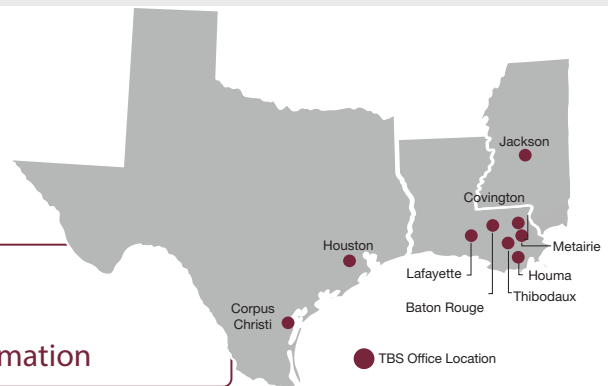 Jackson
Covington
Houston
Metairie
Lafayette
Houma
Thibodaux
Baton Rouge
Corpus
Christi
TBS Office Location
mation